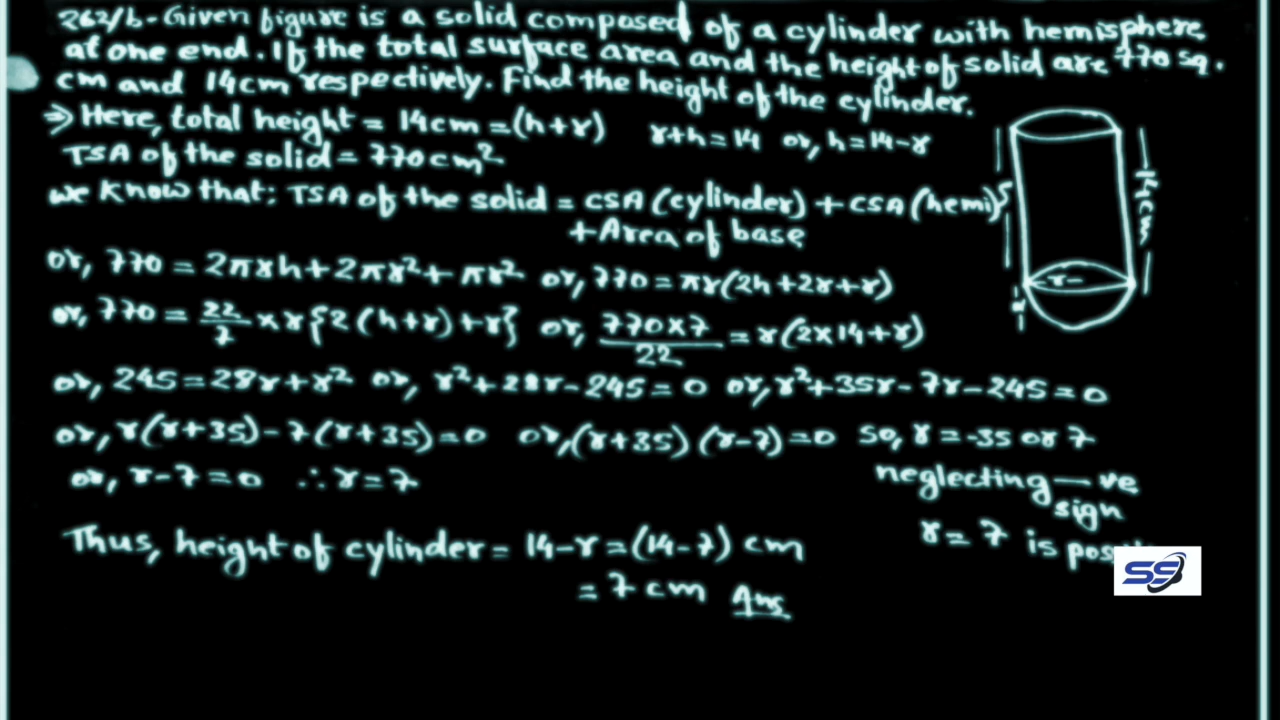 262/b-Given figure is a solid composed of a cylinder with hemisphere
at one end. If the total surface area and the height of solid are 770 sq.
cm and 14cm respectively. Find the height of the cylinder.
⇒ Here, total height = 14cm = (h+r) r+h=14 or, h=14-r
TSA of the solid = 770cm²
we know that; TSA of the solid = CSA (cylinder) + CSA (hemi)
+Area of base
or, 770 = 2πrh+2πr²+πr² or, 770=πr(2h+2r+r)
or, 770 = 22/7 ×r{2(h+r)+r} or, 770×7/22 = r(2×14+r)
or, 245=28r+r² or, r²+28r-245=0 or, r²+35r-7r-245=0
or, r(r+35)-7(r+35)=0 or, (r+35) (r-7)=0 so, r=-35 or 7
or, r-7=0 ∴r=7
neglecting -ve
sign
r=7 is
Thus, height of cylinder = 14-r=(14-7) cm
= 7 cm Ans
14cm
r
r
SS